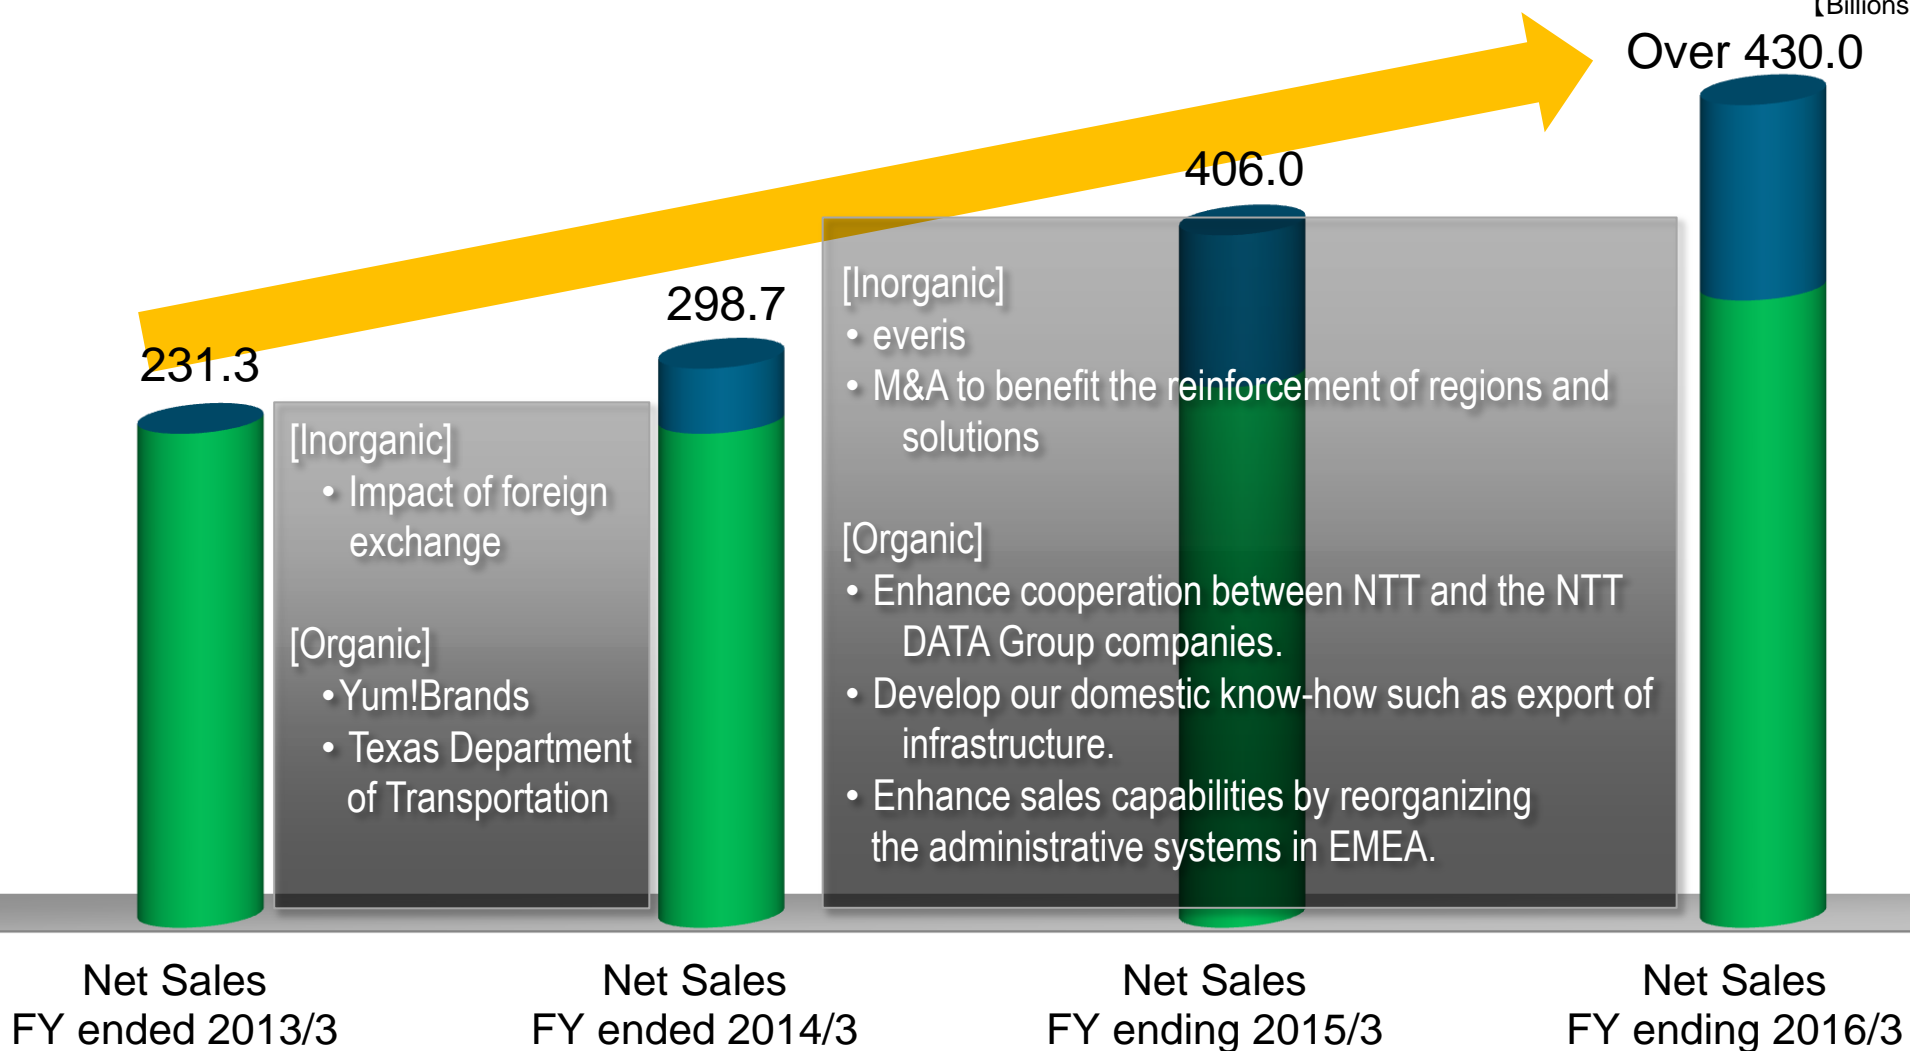 【Billions
Over 430.0
406.0
298.7
231.3
[Inorganic]
• Impact of foreign
exchange
[Organic]
•Yum!Brands
• Texas Department
of Transportation
[Inorganic]
• everis
• M&A to benefit the reinforcement of regions and
solutions
[Organic]
• Enhance cooperation between NTT and the NTT
DATA Group companies.
• Develop our domestic know-how such as export of
infrastructure.
• Enhance sales capabilities by reorganizing
the administrative systems in EMEA.
Net Sales
FY ended 2013/3
Net Sales
FY ended 2014/3
Net Sales
FY ending 2015/3
Net Sales
FY ending 2016/3